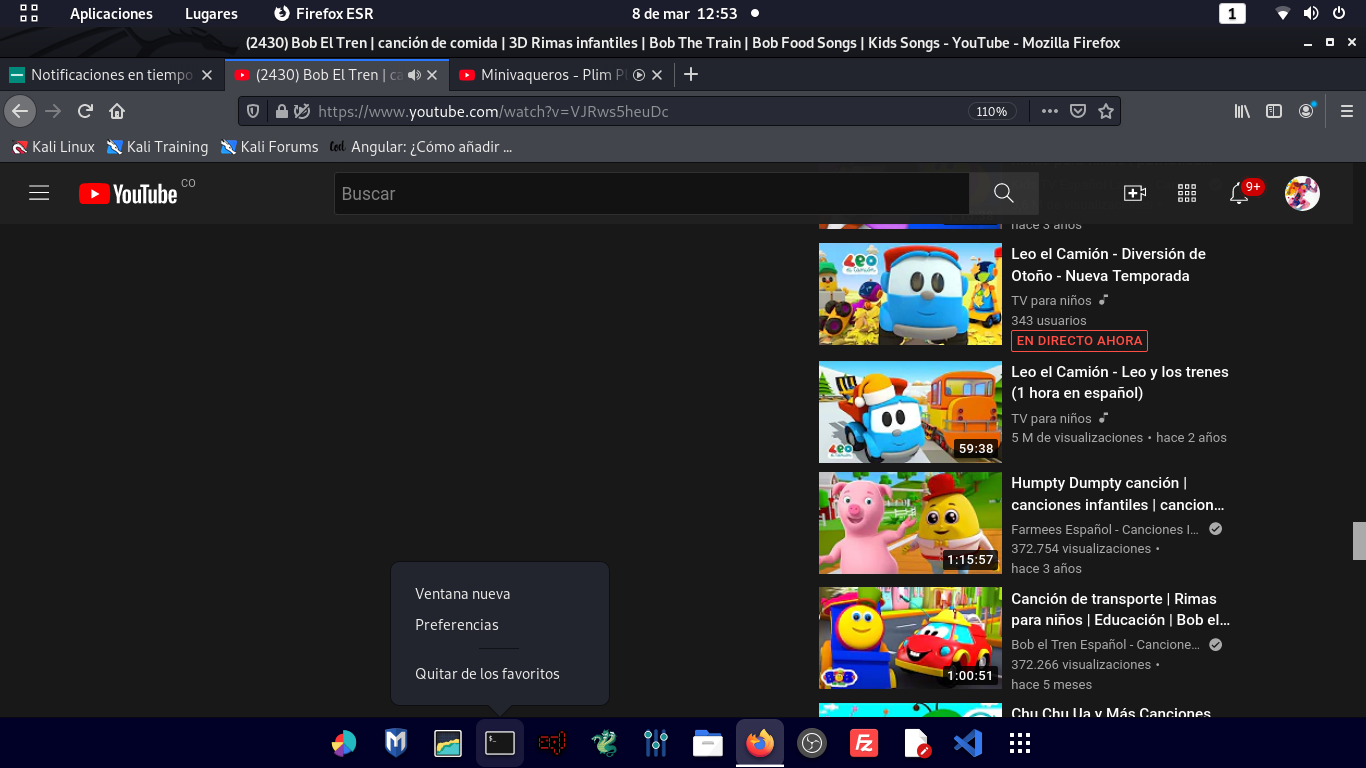 Aplicaciones Lugares Firefox ESR 8 de mar 12:53 1
(2430) Bob El Tren | canción de comida | 3D Rimas infantiles | Bob The Train | Bob Food Songs | Kids Songs - YouTube - Mozilla Firefox
Notificaciones en tiempo (2430) Bob El Tren | ca Minivaqueros - Plim Pl
https://www.youtube.com/watch?v=VJRws5heuDc 110%
Kali Linux Kali Training Kali Forums Angular: ¿Cómo añadir ...
YouTube CO Buscar 9+
hace 3 años
LEO EL CAMIÓN
Leo el Camión - Diversión de
Otoño - Nueva Temporada
TV para niños
343 usuarios
EN DIRECTO AHORA
LEO
59:38
Leo el Camión - Leo y los trenes
(1 hora en español)
TV para niños
5 M de visualizaciones • hace 2 años
1:15:57
Humpty Dumpty canción |
canciones infantiles | cancion...
Farmees Español - Canciones I...
372.754 visualizaciones •
hace 3 años
BOB
1:00:51
Canción de transporte | Rimas
para niños | Educación | Bob el...
Bob el Tren Español - Cancione...
372.266 visualizaciones •
hace 5 meses
Chu Chu Ua y Más Canciones
Ventana nueva
Preferencias
Quitar de los favoritos